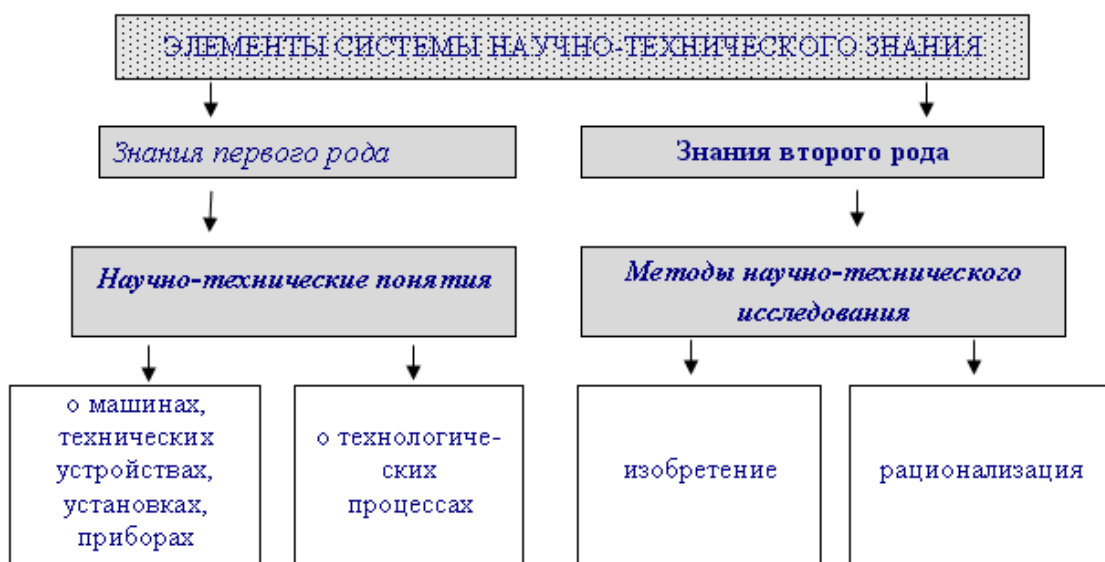 ЭЛЕМЕНТЫ СИСТЕМЫ НАУЧНО-ТЕХНИЧЕСКОГО ЗНАНИЯ
Знания первого рода
Знания второго рода
Научно-технические понятия
Методы научно-технического
исследования
о машинах,
технических
устройствах,
установках,
приборах
о технологиче-
ских
процессах
изобретение
рационализация